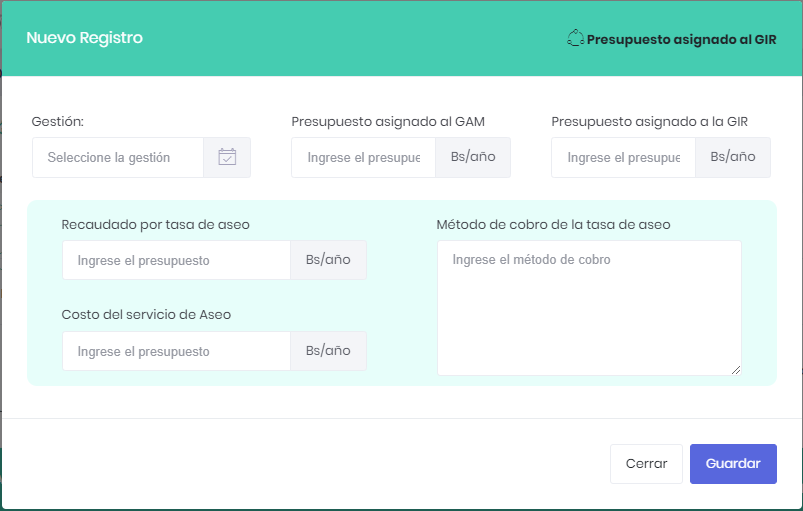 Nuevo Registro
Presupuesto asignado al GIR
Gestión:
Presupuesto asignado al GAM
Presupuesto asignado a la GIR
Seleccione la gestión
Ingrese el presupue
Bs/año
Ingrese el presupue
Bs/año
Recaudado por tasa de aseo
Método de cobro de la tasa de aseo
Ingrese el presupuesto
Bs/año
Ingrese el método de cobro
Costo del servicio de Aseo
Ingrese el presupuesto
Bs/año
Cerrar
Guardar